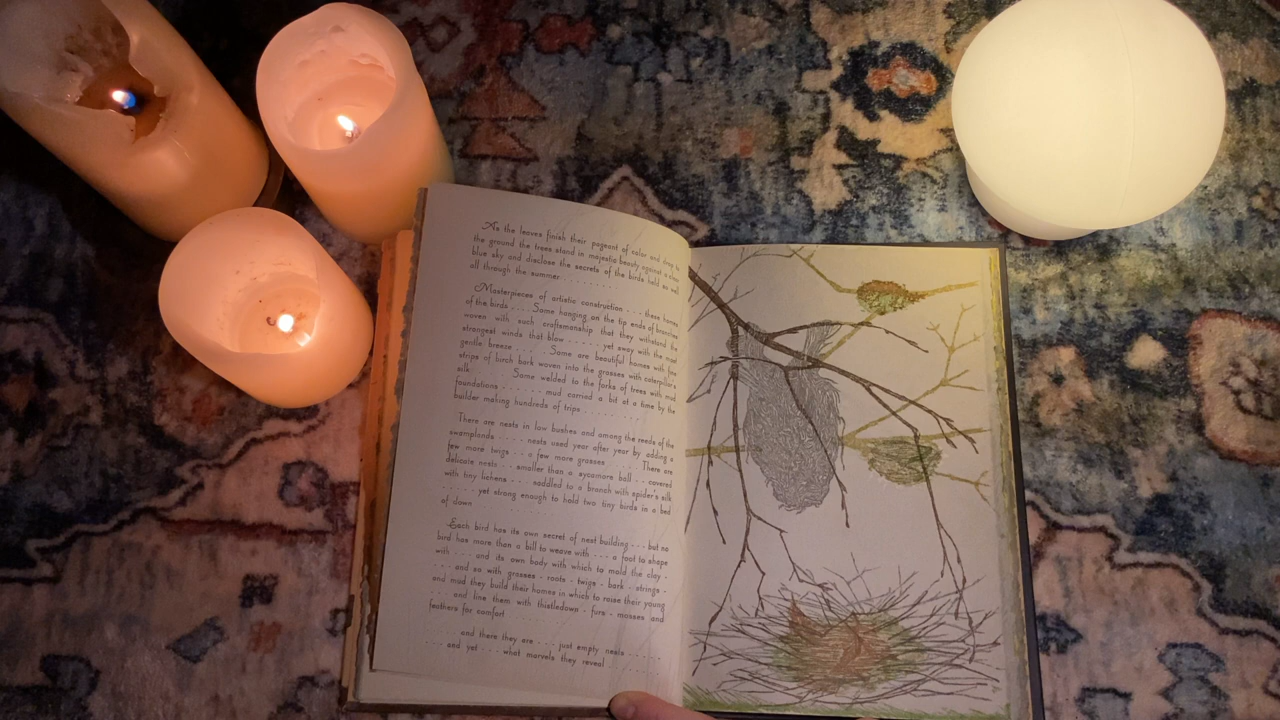 As the leaves finish their pageant of color and drop to
the ground the trees stand in majestic beauty against a clear
blue sky and disclose the secrets of the birds held so well
all through the summer . . . . . . . .
Masterpieces of artistic construction . . . these homes
of the birds . . . . Some hanging on the tip ends of branches
woven with such craftsmanship that they withstand the
strongest winds that blow . . . . . yet sway with the most
gentle breeze . . . . . Some are beautiful homes with fine
strips of birch bark woven into the grasses with caterpillar's
silk . . . . . . Some welded to the forks of trees with mud
foundations . . . . . mud carried a bit at a time by the
builder making hundreds of trips . . . . . . .
There are nests in low bushes and among the reeds of the
swamplands . . . . nests used year after year by adding a
few more twigs . . a few more grasses . . . . . There are
delicate nests . . smaller than a sycamore ball . . covered
with tiny lichens . . . saddled to a branch with spider's silk
. . . . . yet strong enough to hold two tiny birds in a bed
of down
Each bird has its own secret of nest building . . . but no
bird has more than a bill to weave with . . . a foot to shape
with . . . and its own body with which to mold the clay .
. . . and so with grasses - roots - twigs - bark - strings -
and mud they build their homes in which to raise their young
. . . and line them with thistledown - furs - mosses and
feathers for comfort
. . . . . and there they are . . . just empty nests . . . . . .
. . . . and yet . . . what marvels they reveal . . . . . . . .